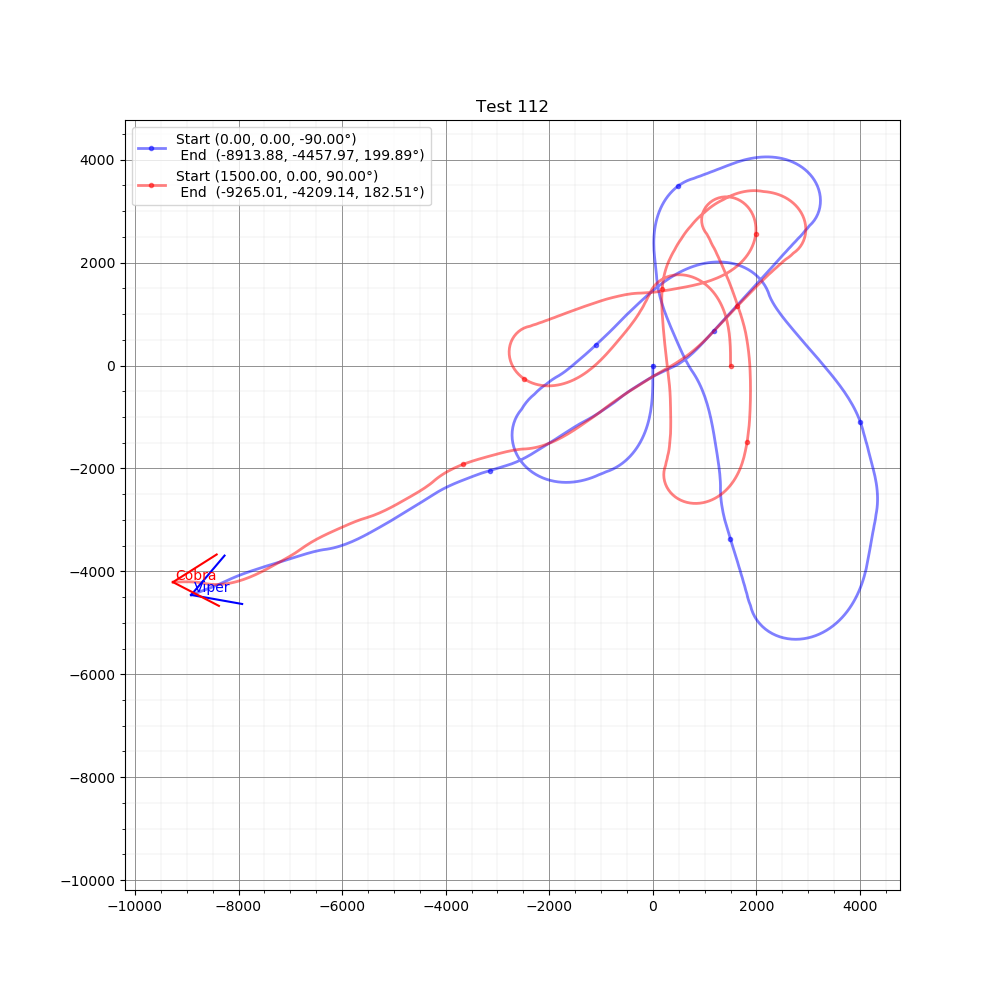 Test 112
Start (0.00, 0.00, -90.00°)
End  (-8913.88, -4457.97, 199.89°)
Start (1500.00, 0.00, 90.00°)
End  (-9265.01, -4209.14, 182.51°)
4000
2000
0
−2000
−4000
−6000
−8000
−10000
Cobra
Viper
−10000 −8000 −6000 −4000 −2000 0 2000 4000